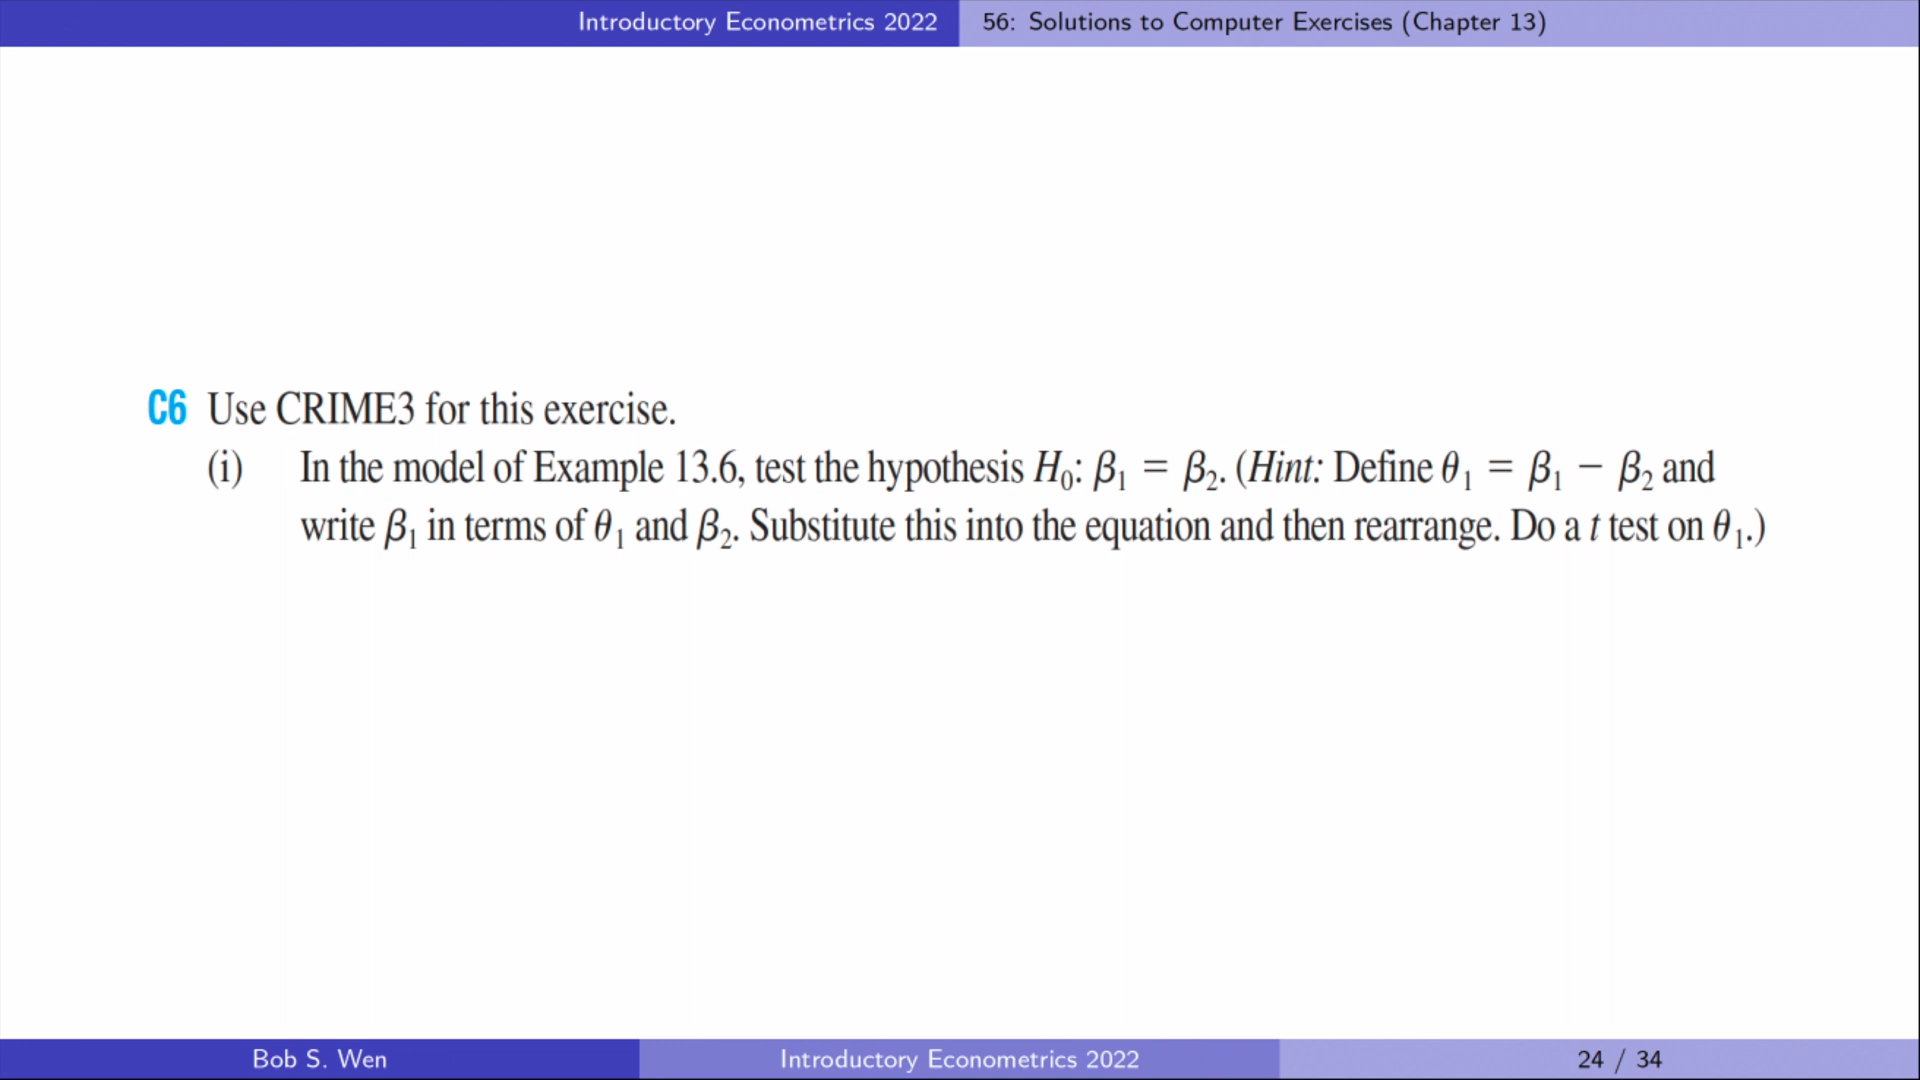 Introductory Econometrics 2022
56: Solutions to Computer Exercises (Chapter 13)
C6 Use CRIME3 for this exercise.
(i) In the model of Example 13.6, test the hypothesis H₀: β₁ = β₂. (Hint: Define θ₁ = β₁ − β₂ and
write β₁ in terms of θ₁ and β₂. Substitute this into the equation and then rearrange. Do a t test on θ₁.)
Bob S. Wen
Introductory Econometrics 2022
24 / 34